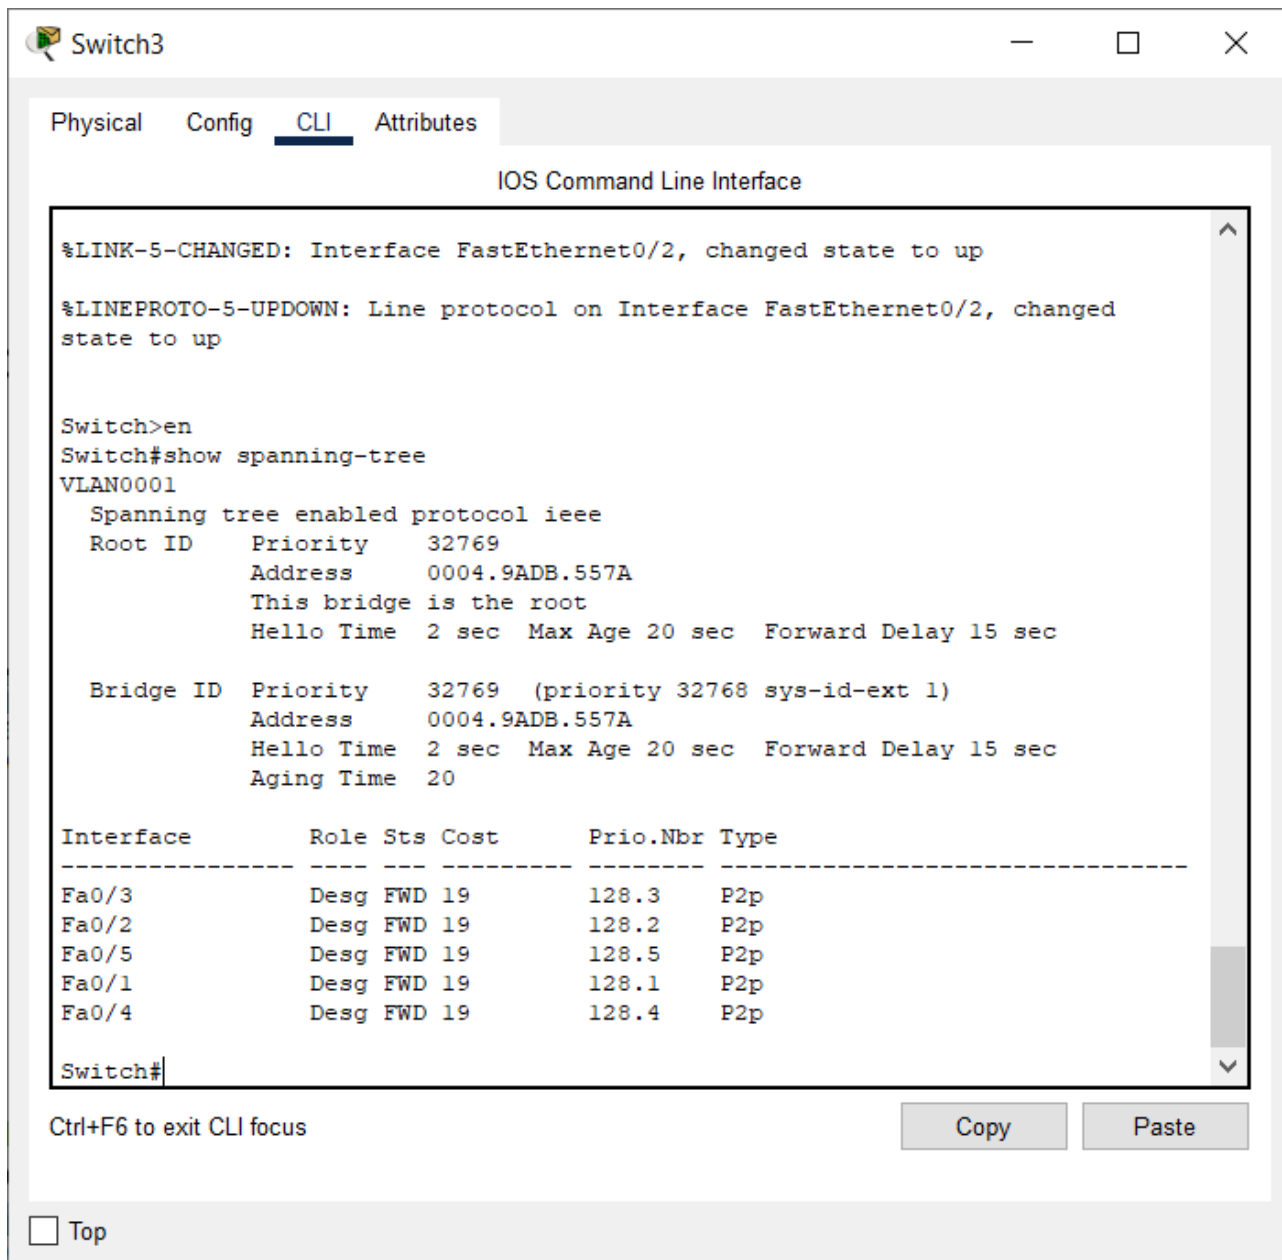 Switch3
Physical Config CLI Attributes
IOS Command Line Interface
%LINK-5-CHANGED: Interface FastEthernet0/2, changed state to up
%LINEPROTO-5-UPDOWN: Line protocol on Interface FastEthernet0/2, changed
state to up
Switch>en
Switch#show spanning-tree
VLAN0001
  Spanning tree enabled protocol ieee
  Root ID    Priority    32769
             Address     0004.9ADB.557A
             This bridge is the root
             Hello Time  2 sec  Max Age 20 sec  Forward Delay 15 sec
  Bridge ID  Priority    32769  (priority 32768 sys-id-ext 1)
             Address     0004.9ADB.557A
             Hello Time  2 sec  Max Age 20 sec  Forward Delay 15 sec
             Aging Time  20
Interface        Role Sts Cost      Prio.Nbr Type
---------------- ---- --- --------- -------- --------------------------------
Fa0/3            Desg FWD 19        128.3    P2p
Fa0/2            Desg FWD 19        128.2    P2p
Fa0/5            Desg FWD 19        128.5    P2p
Fa0/1            Desg FWD 19        128.1    P2p
Fa0/4            Desg FWD 19        128.4    P2p
Switch#
Ctrl+F6 to exit CLI focus Copy Paste
Top